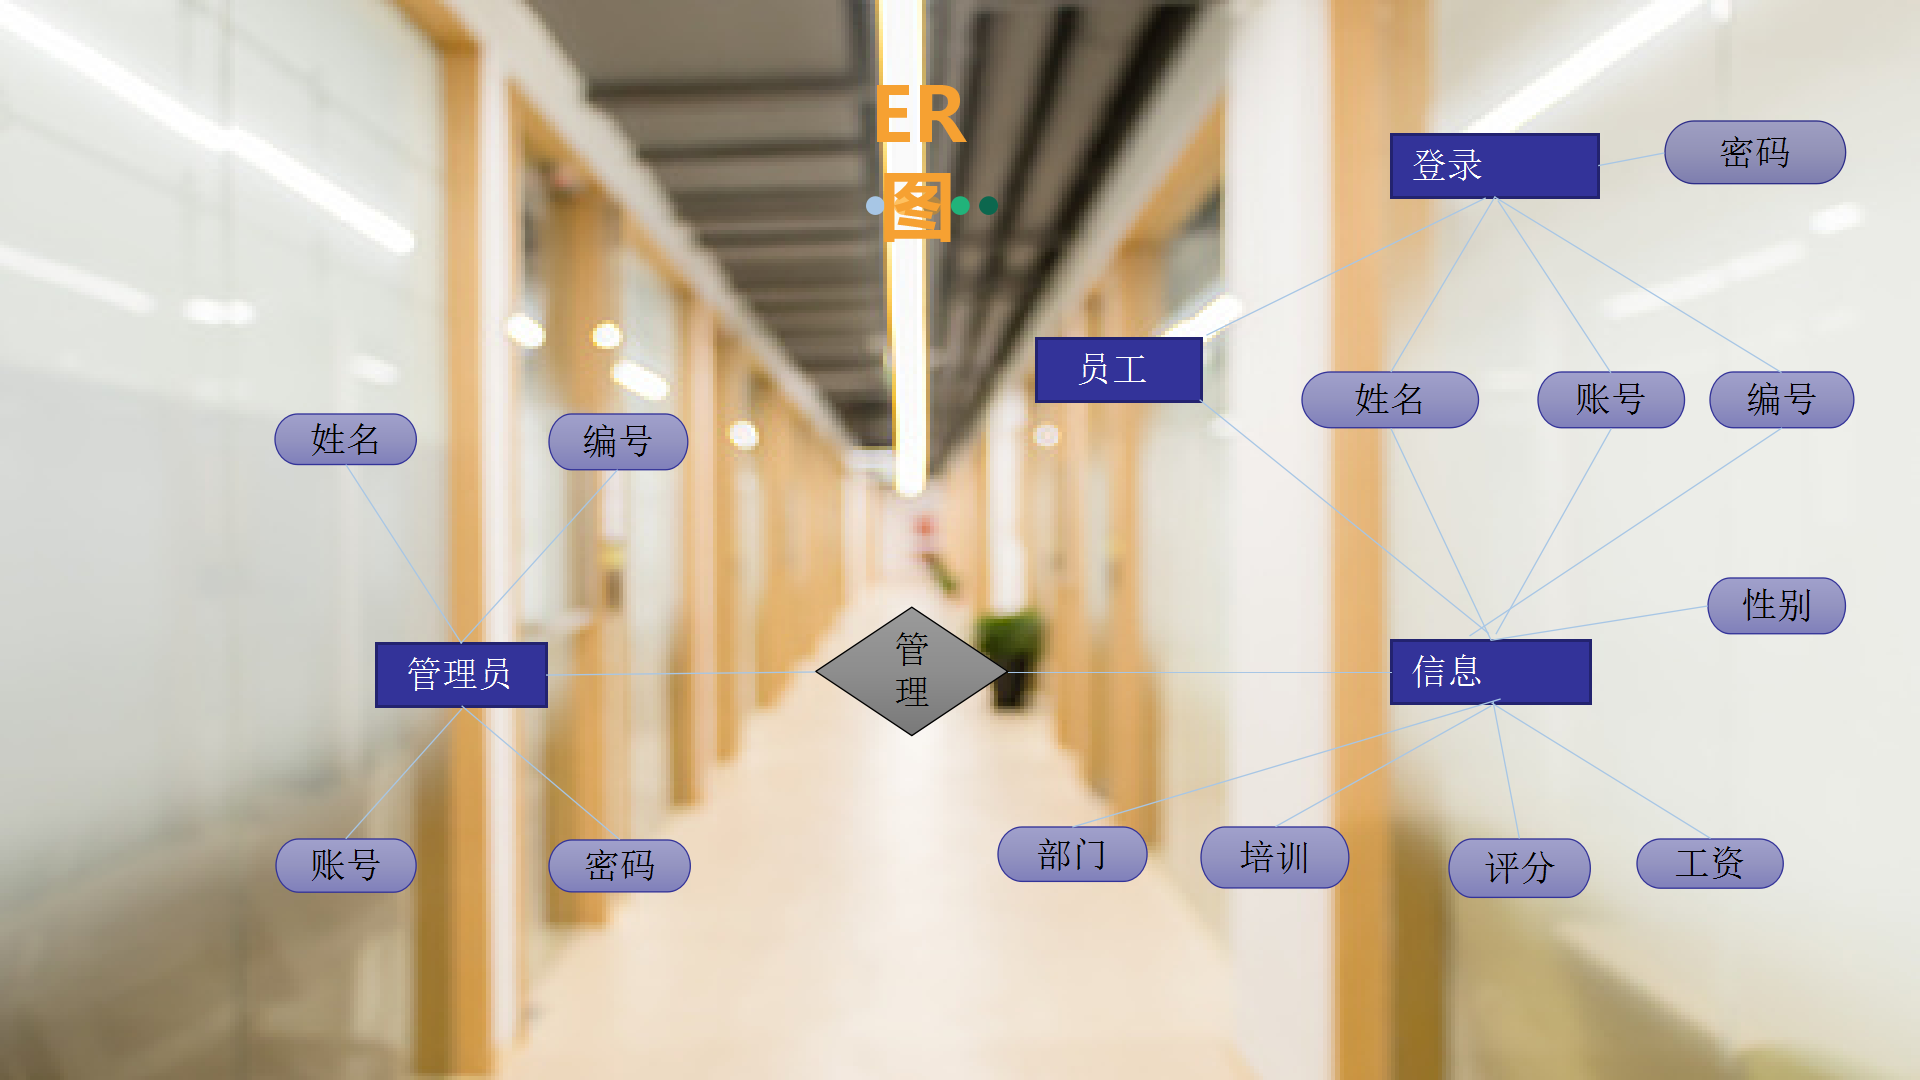 ER
图
登录
密码
员工
姓名
账号
编号
姓名
编号
性别
管理员
管
理
信息
账号
密码
部门
培训
评分
工资